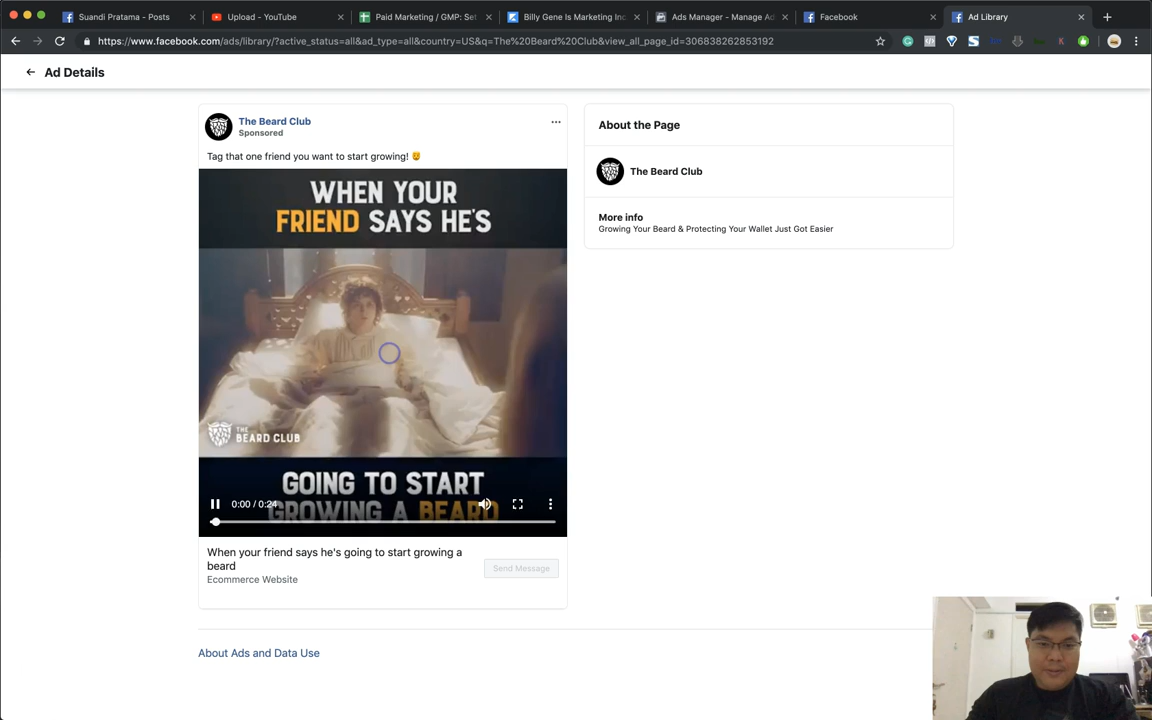 Suandi Pratama - Posts
Upload - YouTube
Paid Marketing / GMP: Set
Billy Gene Is Marketing Inc
Ads Manager - Manage Ad
Facebook
Ad Library
https://www.facebook.com/ads/library/?active_status=all&ad_type=all&country=US&q=The%20Beard%20Club&view_all_page_id=306838262853192
Ad Details
The Beard Club
Sponsored
Tag that one friend you want to start growing!
WHEN YOUR
FRIEND SAYS HE'S
THE
BEARD CLUB
GOING TO START
GROWING A BEARD
0:00 / 0:24
When your friend says he's going to start growing a
beard
Ecommerce Website
Send Message
About the Page
The Beard Club
More info
Growing Your Beard & Protecting Your Wallet Just Got Easier
About Ads and Data Use